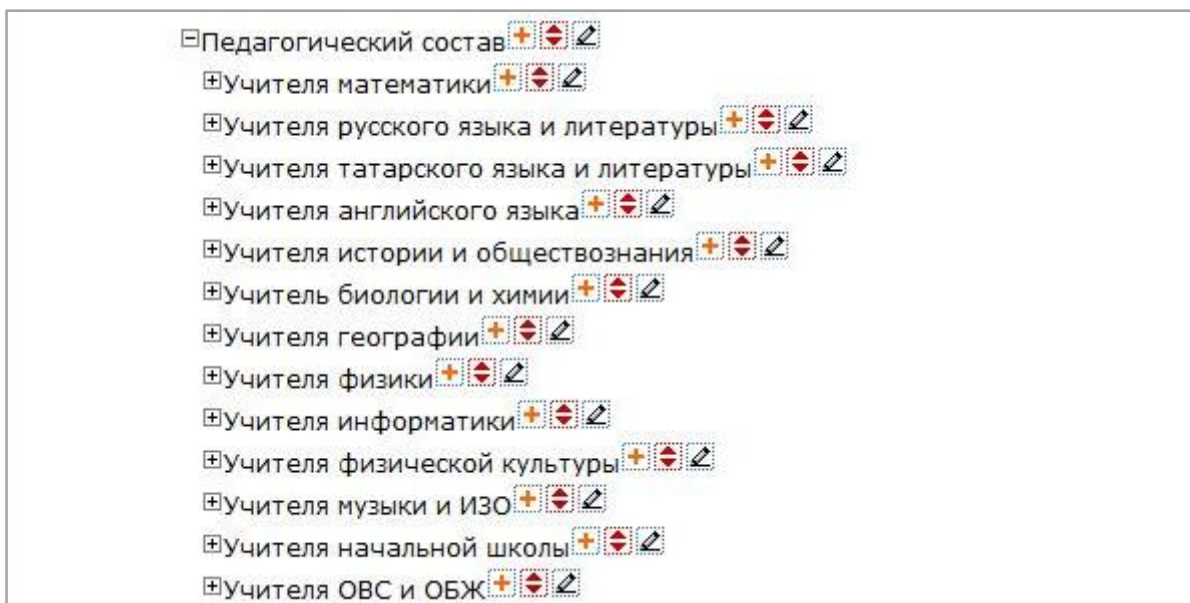 Педагогический состав
Учителя математики
Учителя русского языка и литературы
Учителя татарского языка и литературы
Учителя английского языка
Учителя истории и обществознания
Учитель биологии и химии
Учителя географии
Учителя физики
Учителя информатики
Учителя физической культуры
Учителя музыки и ИЗО
Учителя начальной школы
Учителя ОВС и ОБЖ